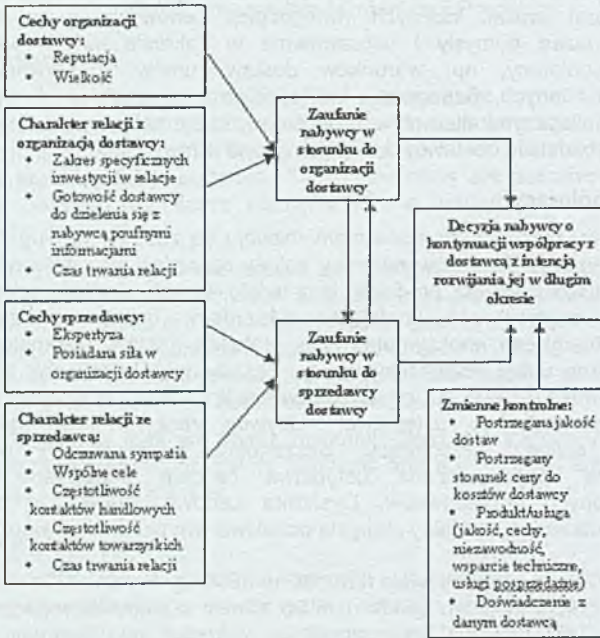 Cechy organizacji
dostawcy:
• Reputacja
Wielkość
Charakter relacji z
organizacją dostawcy:
• Zakres specyficznych
inwestycji w relacje
• Gotowość dostawcy
do dzielenia się z
nabywcą poufnymi
informacjami
Czas trwania relacji
Cechy sprzedawcy:
• Ekspertyza
• Posiadana siła w
organizacji dostawcy
Charakter relacji ze
sprzedawcą:
• Odczuwana sympatia
• Wspólne cele
• Częstotliwość
kontaktów handlowych
• Częstotliwość
kontaktów towarzyskich
• Czas trwania relacji
Zaufanie
nabywcy w
stosunku do
organizacji
dostawcy
Zaufanie
nabywcy w
stosunku do
sprzedawcy
dostawcy
Decyzja nabywcy o
kontynuacji współpracy z
dostawcą z intencją
rozwijania jej w długim
okresie
Zmienne kontrolne:
• Postrzegana jakość
dostaw
• Postrzegany
stosunek ceny do
kosztów dostawcy
• Produkt/usługa
(jakość, cechy,
niezawodność,
wsparcie techniczne,
usługi posprzedażne)
• Doświadczenie z
danym dostawcą